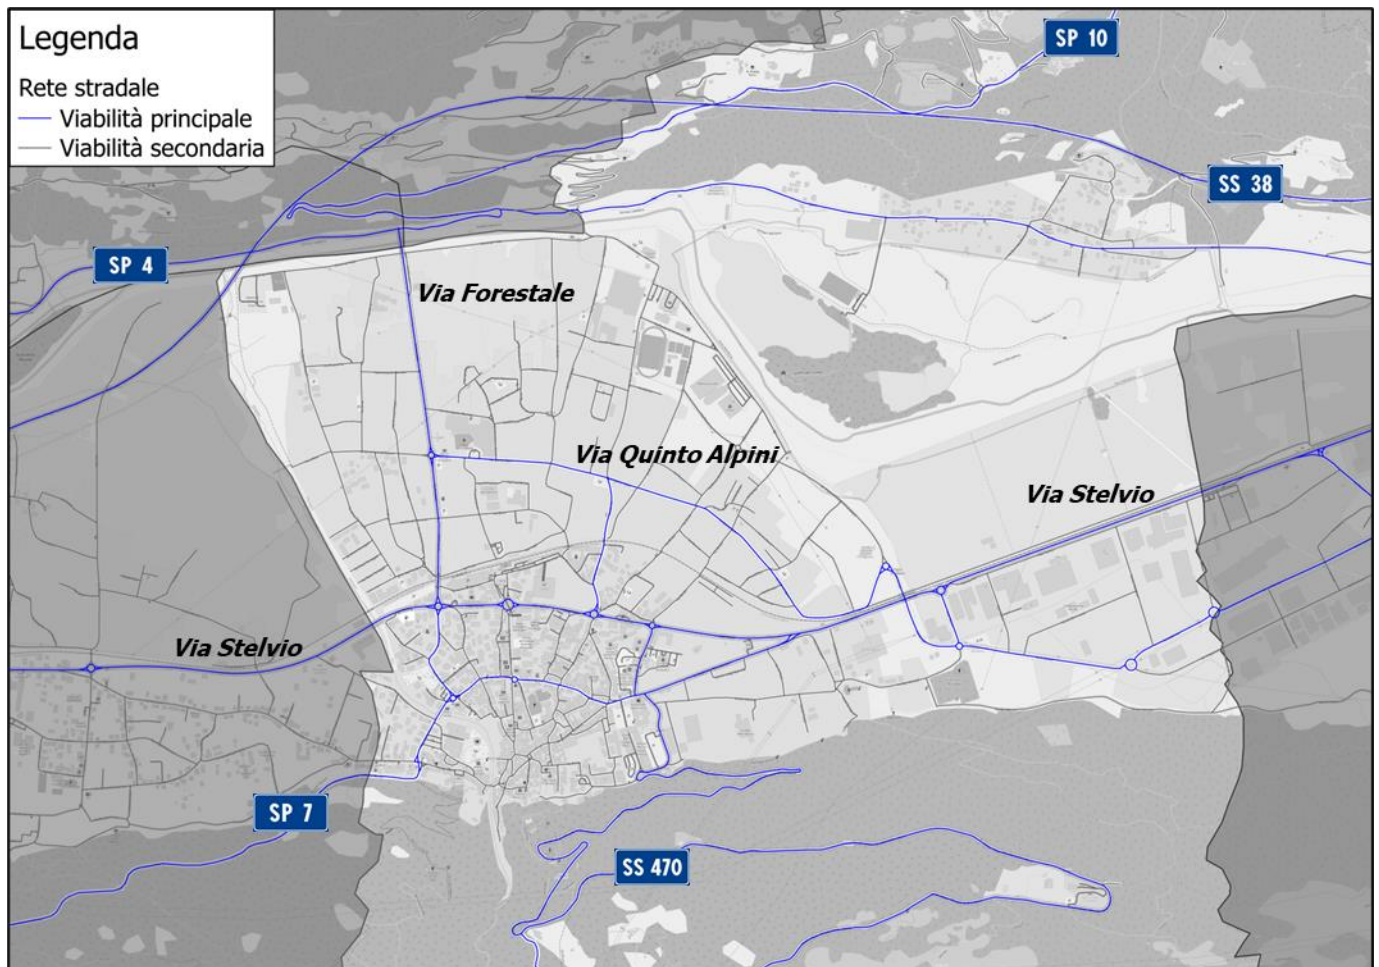 Legenda
Rete stradale
Viabilità principale
Viabilità secondaria
SP 10
SS 38
SP 4
Via Forestale
Via Quinto Alpini
Via Stelvio
Via Stelvio
SP 7
SS 470